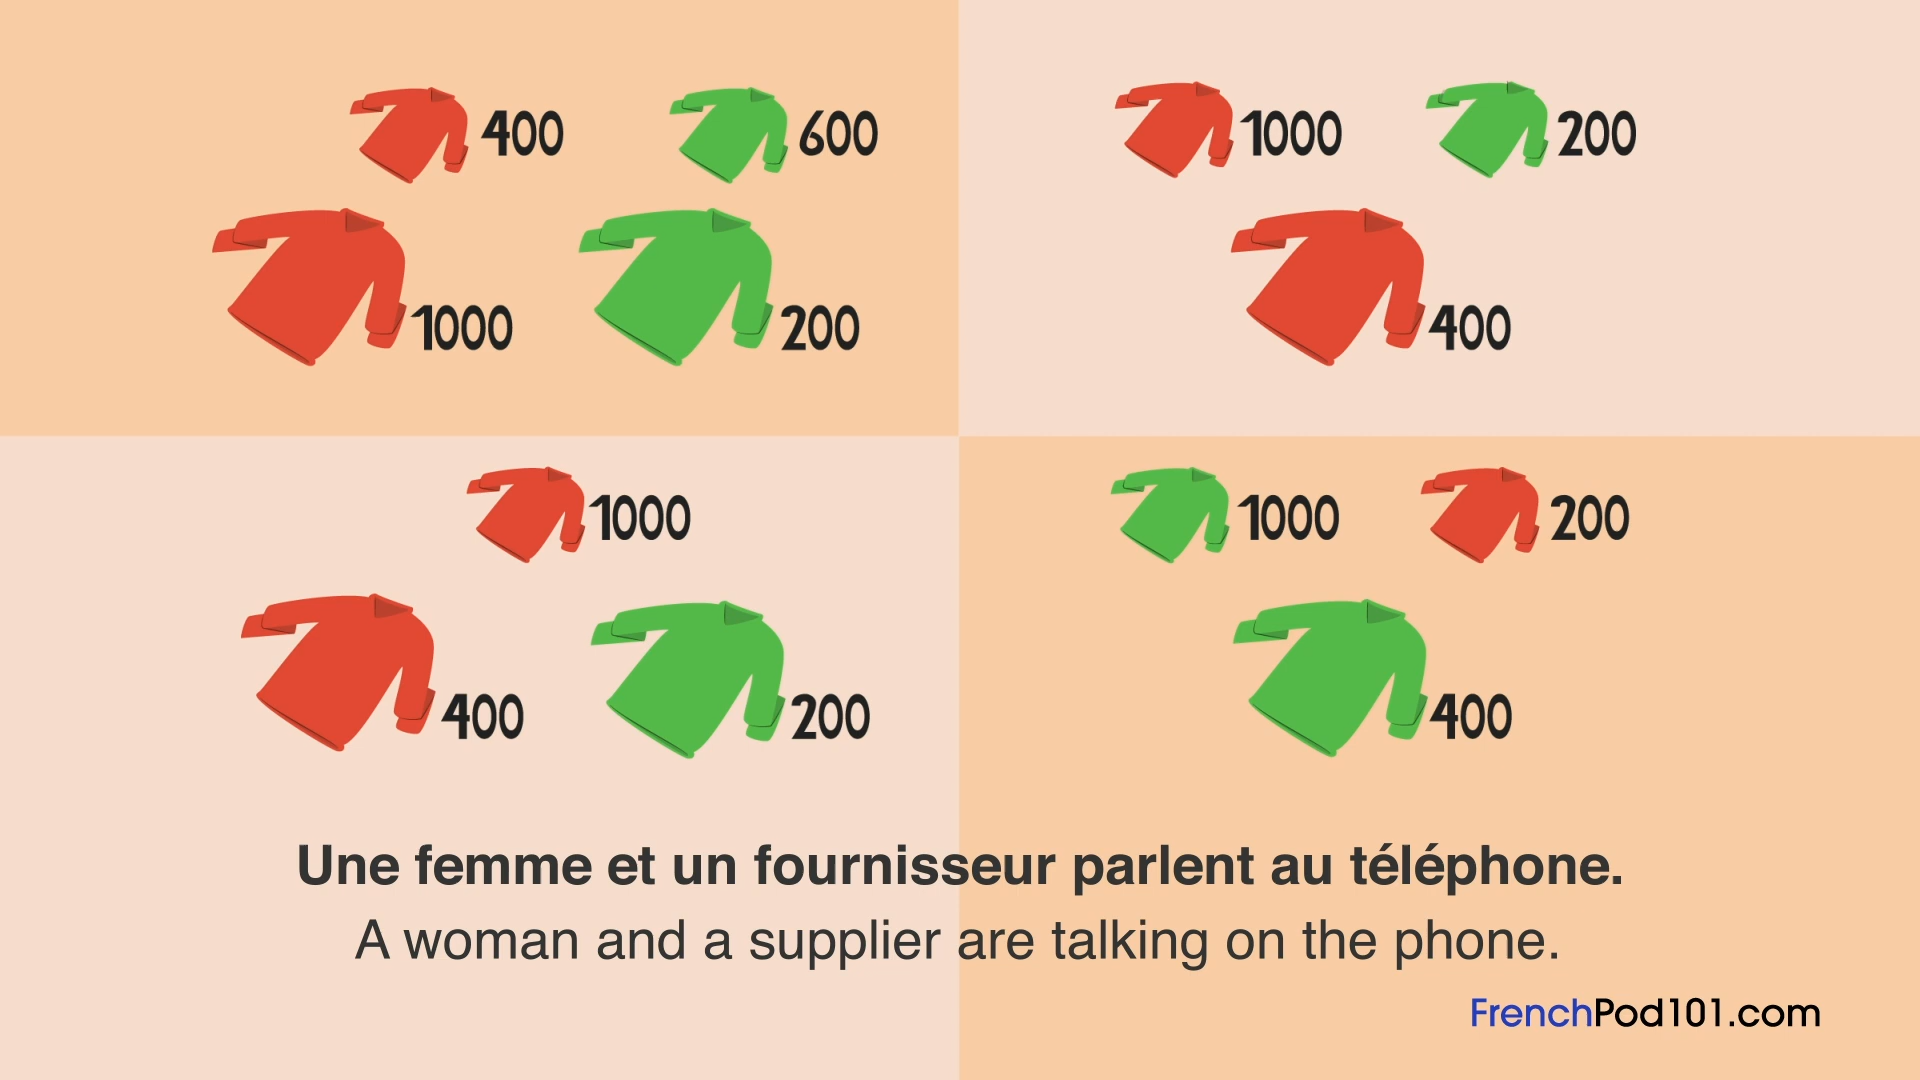 400 600
1000 200
1000 200
400
1000
400 200
1000 200
400
Une femme et un fournisseur parlent au téléphone.
A woman and a supplier are talking on the phone.
FrenchPod101.com